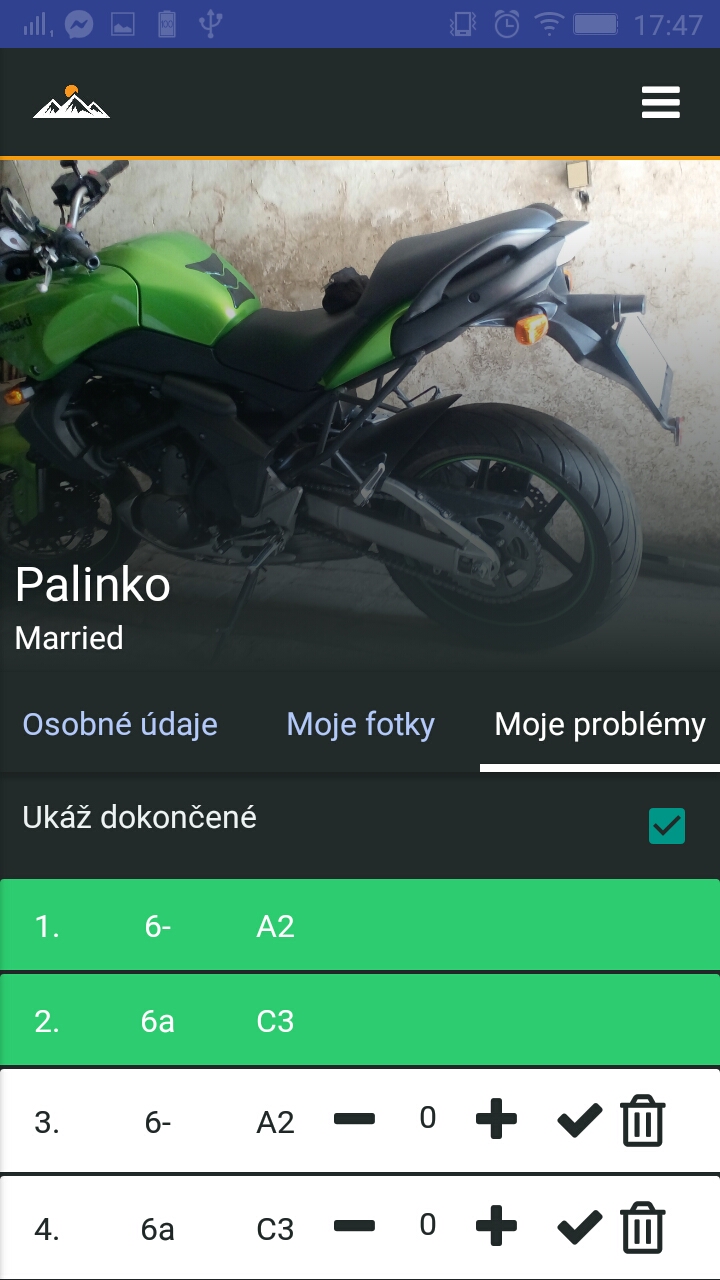 17:47
Palinko
Married
Osobné údaje Moje fotky Moje problémy
Ukáž dokončené
1. 6- A2
2. 6a C3
3. 6- A2 0
4. 6a C3 0